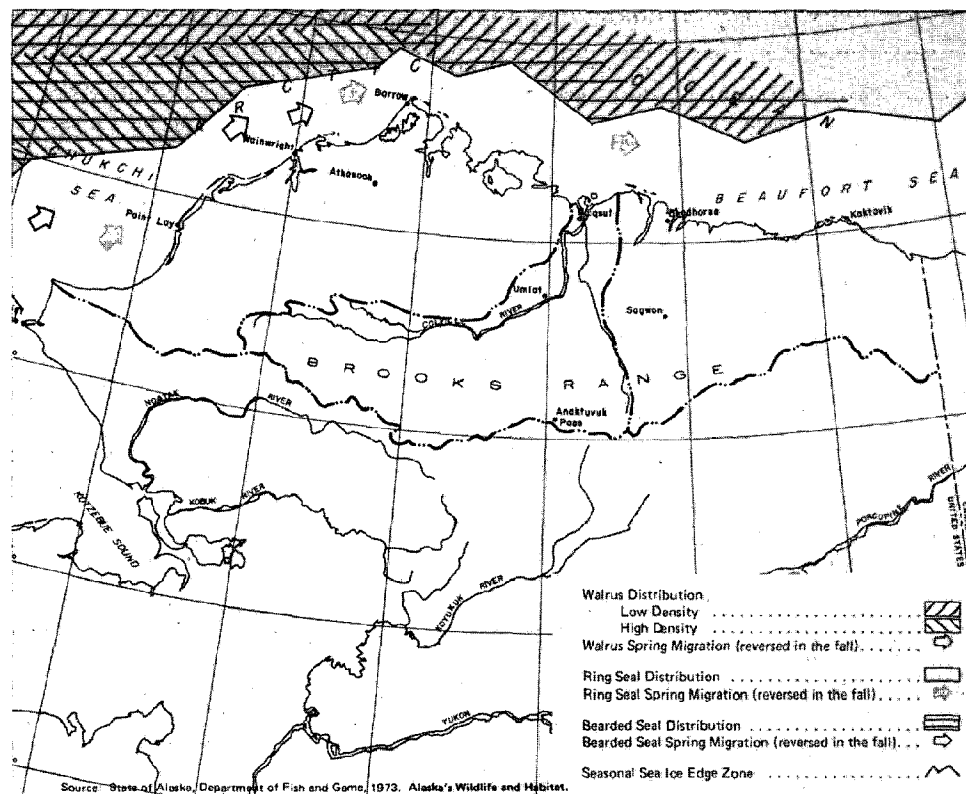 ARCTIC OCEAN
Barrow
Wainwright
CHUKCHI
SEA
Atkasook
BEAUFORT SEA
Point Lay
Deadhorse
Kaktovik
Umiat
COLVILLE RIVER
Sagwon
BROOKS RANGE
NOATAK RIVER
Anaktuvuk
Pass
KOBUK RIVER
KOTZEBUE SOUND
PORCUPINE RIVER
UNITED STATES
KOYUKUK RIVER
YUKON
Walrus Distribution
Low Density
High Density
Walrus Spring Migration (reversed in the fall)
Ring Seal Distribution
Ring Seal Spring Migration (reversed in the fall)
Bearded Seal Distribution
Bearded Seal Spring Migration (reversed in the fall)
Seasonal Sea Ice Edge Zone
Source: State of Alaska, Department of Fish and Game, 1973. Alaska's Wildlife and Habitat.